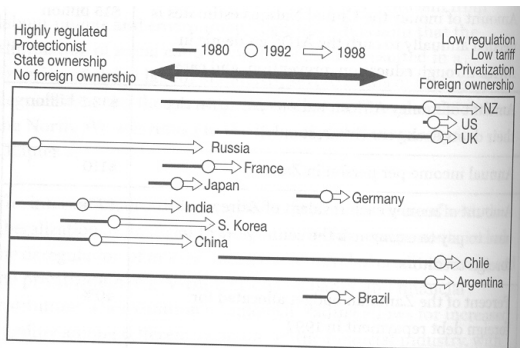 Highly regulated
Protectionist
State ownership
No foreign ownership
1980 1992 1998
Low regulation
Low tariff
Privatization
Foreign ownership
NZ
US
UK
Russia
France
Japan
Germany
India
S. Korea
China
Chile
Argentina
Brazil